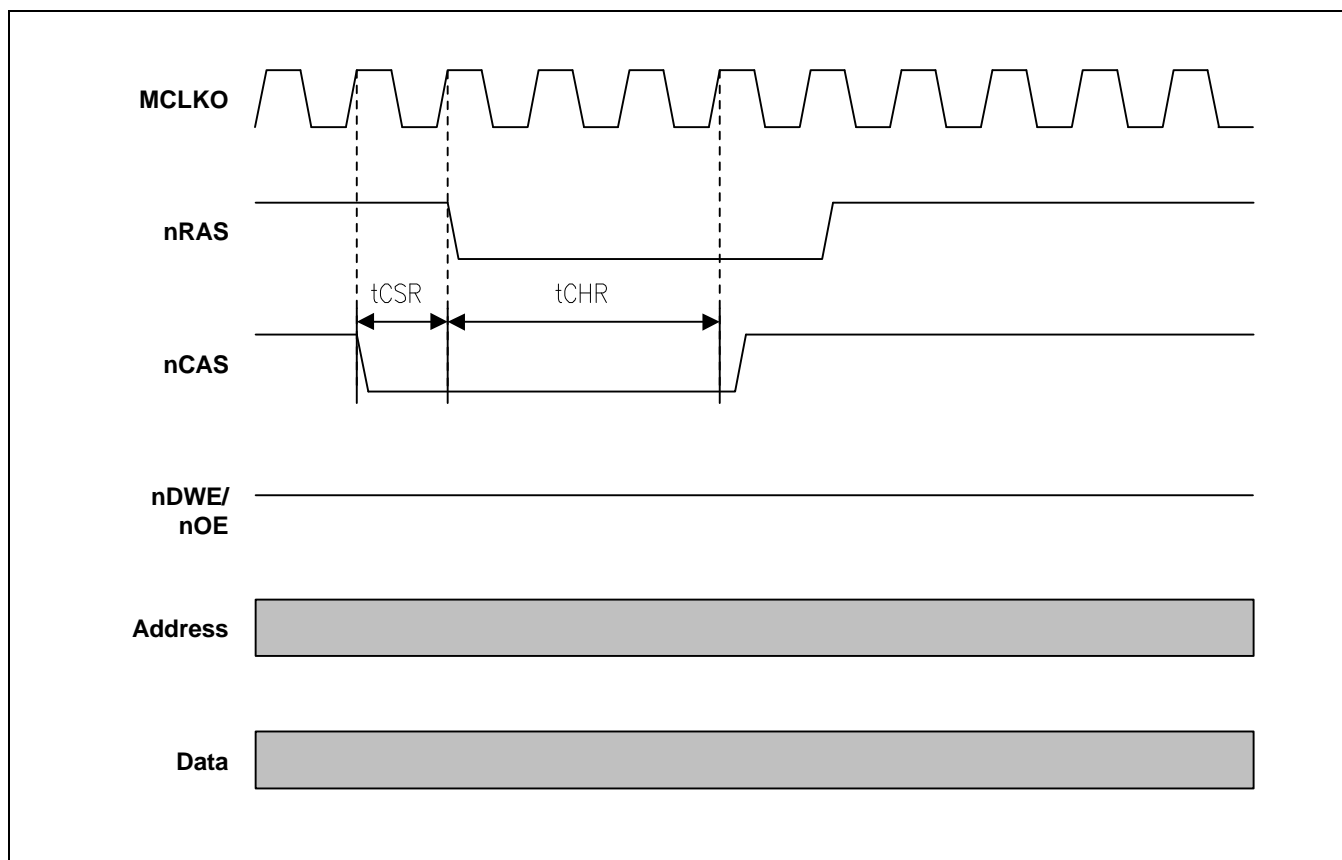 MCLKO
nRAS
tCSR
tCHR
nCAS
nDWE/
nOE
Address
Data